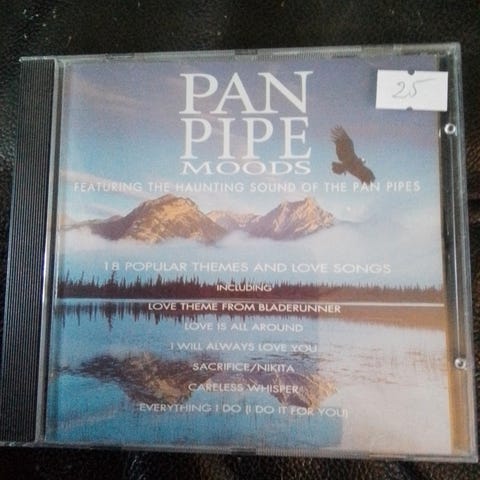 PAN
PIPE
MOODS
25
FEATURING THE HAUNTING SOUND OF THE PAN PIPES
18 POPULAR THEMES AND LOVE SONGS
INCLUDING
LOVE THEME FROM BLADERUNNER
LOVE IS ALL AROUND
I WILL ALWAYS LOVE YOU
SACRIFICE/NIKITA
CARELESS WHISPER
EVERYTHING I DO (I DO IT FOR YOU)